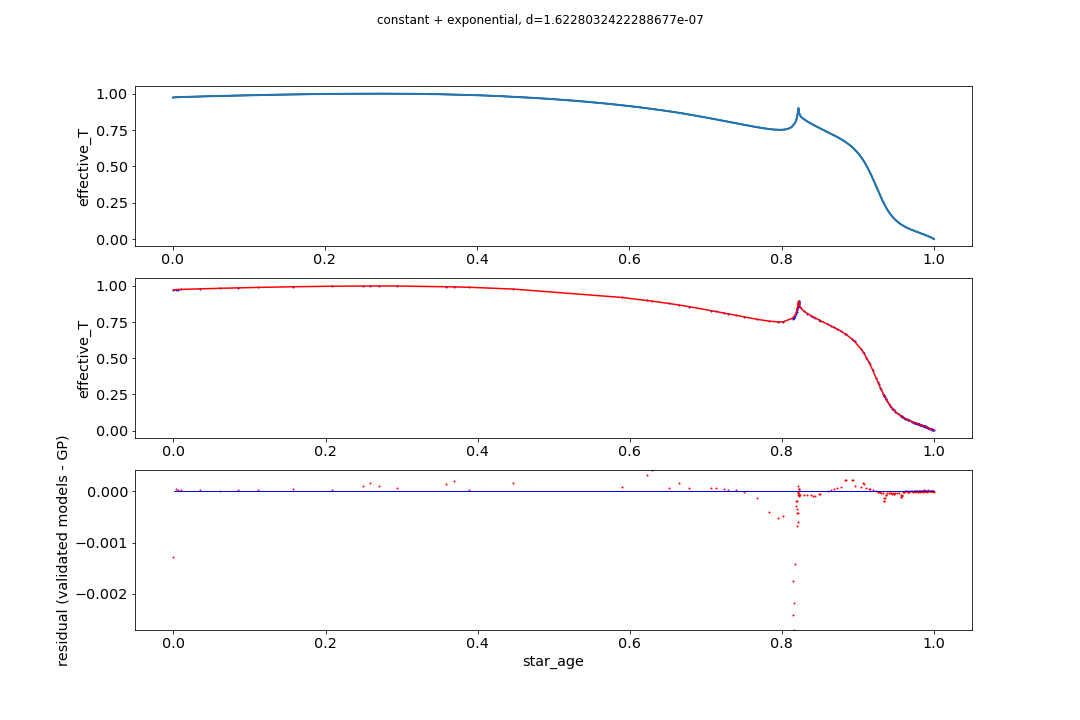 constant + exponential, d=1.6228032422288677e-07
effective_T
1.00
0.75
0.50
0.25
0.00
0.0 0.2 0.4 0.6 0.8 1.0
effective_T
1.00
0.75
0.50
0.25
0.00
0.0 0.2 0.4 0.6 0.8 1.0
residual (validated models - GP)
0.000
−0.001
−0.002
0.0 0.2 0.4 0.6 0.8 1.0
star_age